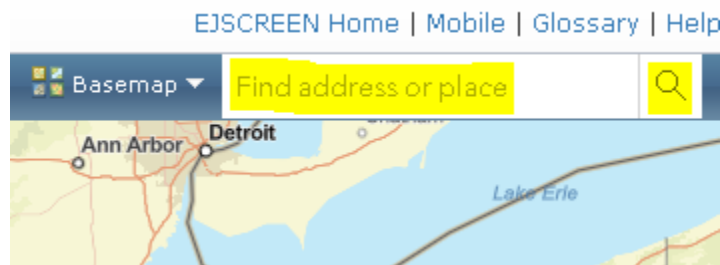 EJSCREEN Home | Mobile | Glossary | Help
Basemap Find address or place
Detroit
Ann Arbor
Lake Erie